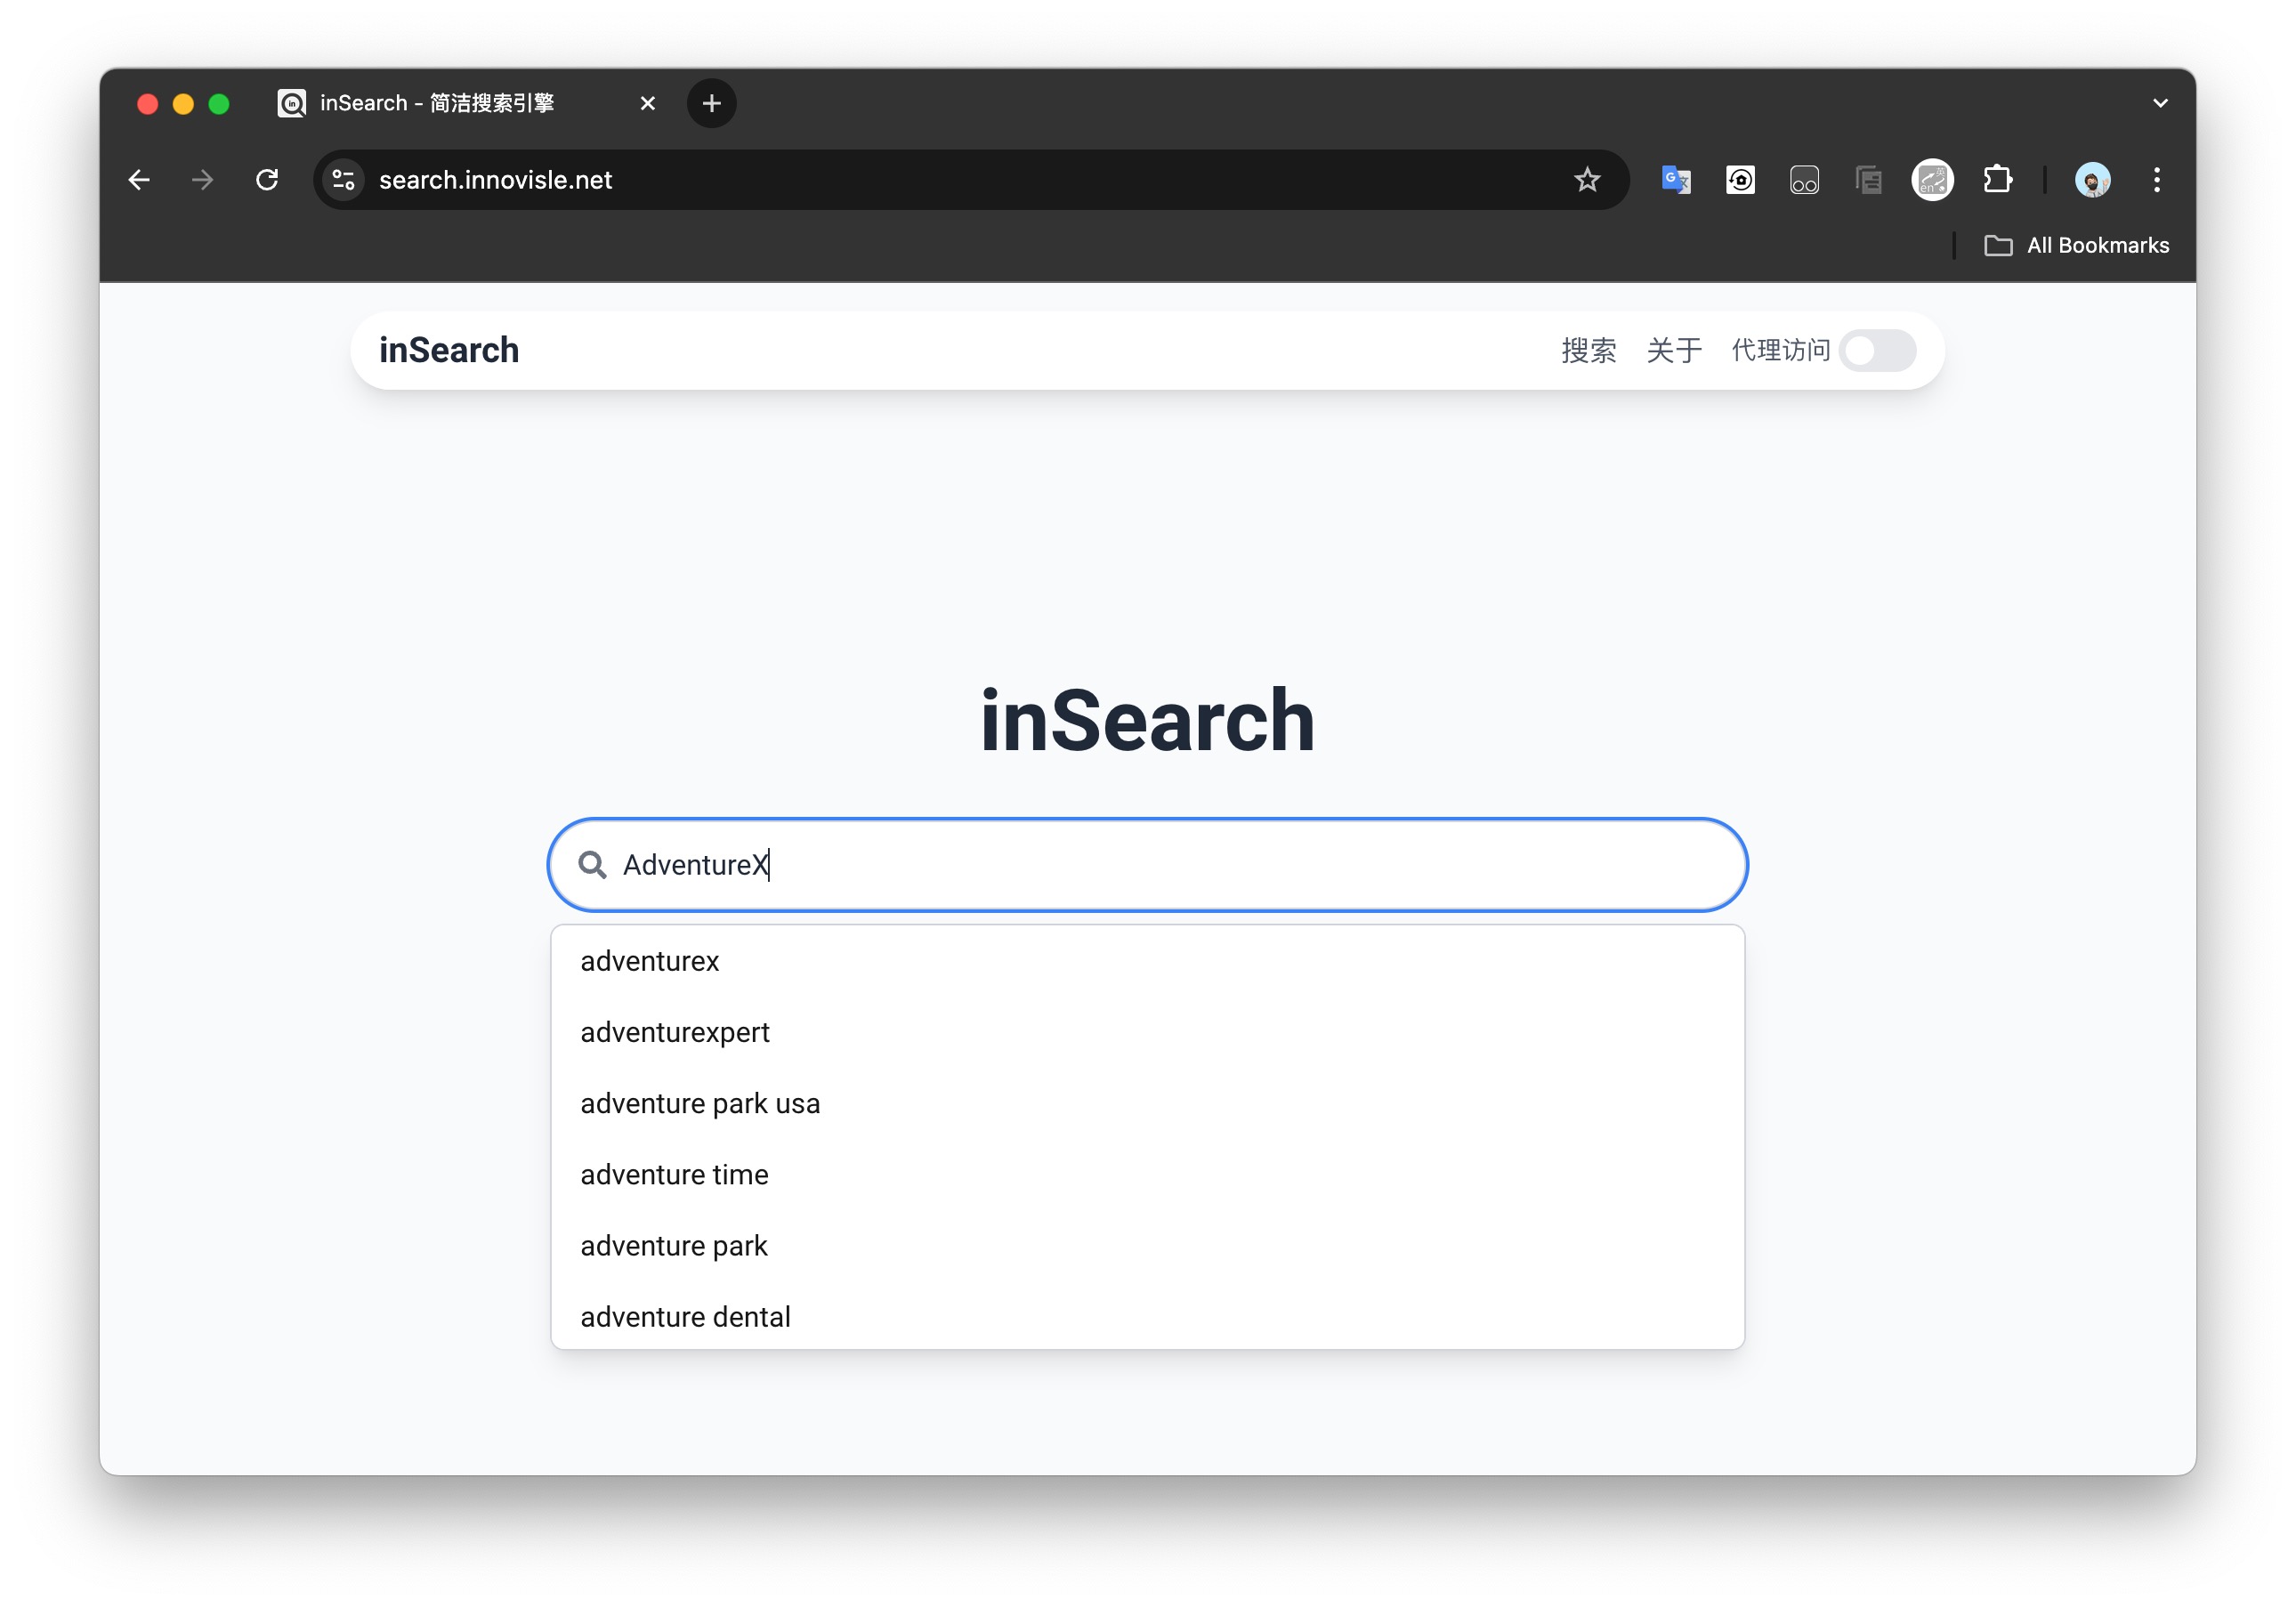 inSearch - 简洁搜索引擎
search.innovisle.net
All Bookmarks
inSearch
搜索 关于 代理访问
inSearch
AdventureX
adventurex
adventurexpert
adventure park usa
adventure time
adventure park
adventure dental